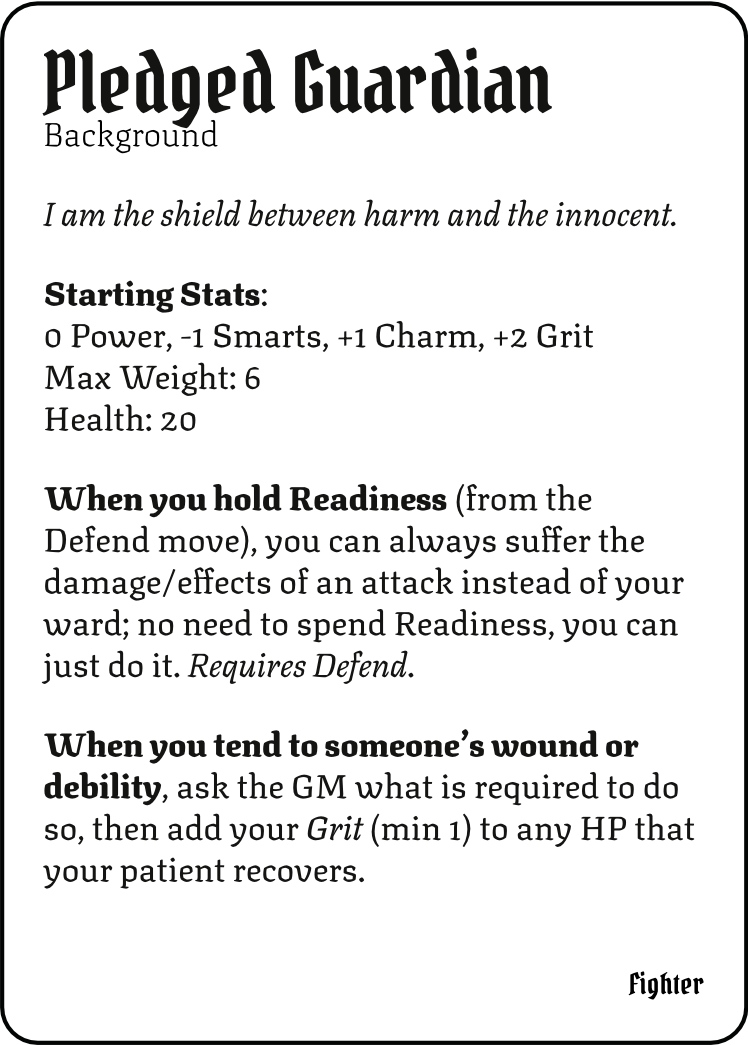 Pledged Guardian
Background
I am the shield between harm and the innocent.
Starting Stats:
0 Power, -1 Smarts, +1 Charm, +2 Grit
Max Weight: 6
Health: 20
When you hold Readiness (from the
Defend move), you can always suffer the
damage/effects of an attack instead of your
ward; no need to spend Readiness, you can
just do it. Requires Defend.
When you tend to someone’s wound or
debility, ask the GM what is required to do
so, then add your Grit (min 1) to any HP that
your patient recovers.
Fighter